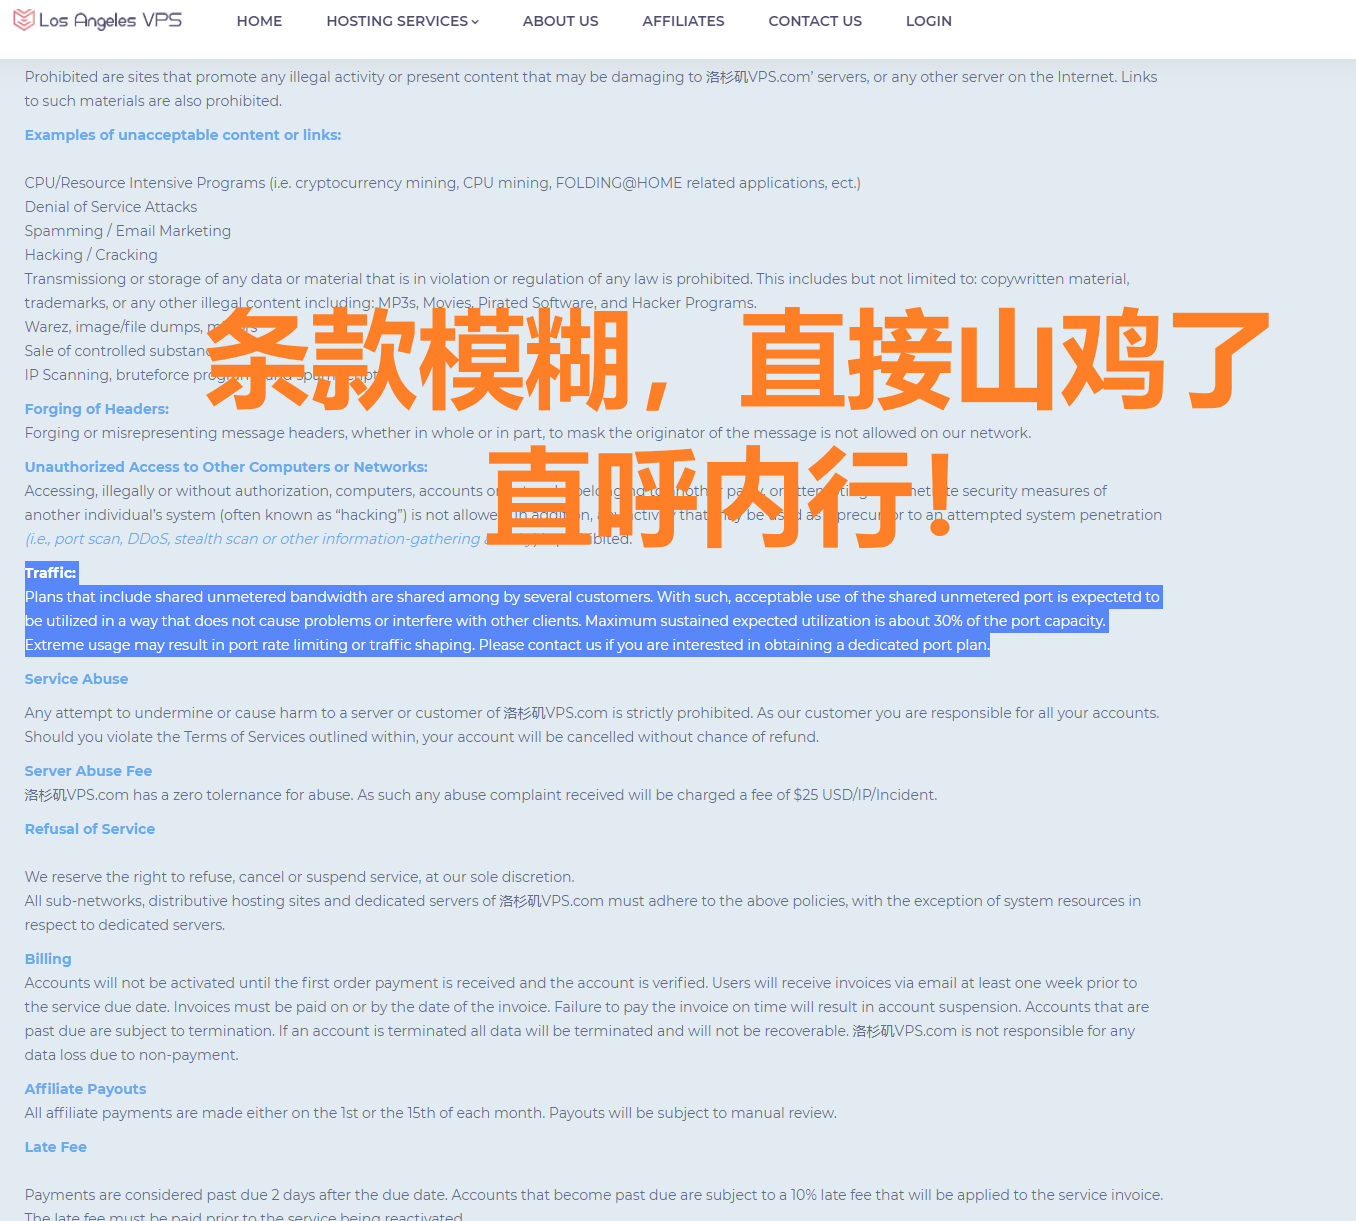 Los Angeles VPS
HOME HOSTING SERVICES ABOUT US AFFILIATES CONTACT US LOGIN
Prohibited are sites that promote any illegal activity or present content that may be damaging to 洛杉矶VPS.com’ servers, or any other server on the Internet. Links
to such materials are also prohibited.
Examples of unacceptable content or links:
CPU/Resource Intensive Programs (i.e. cryptocurrency mining, CPU mining, FOLDING@HOME related applications, ect.)
Denial of Service Attacks
Spamming / Email Marketing
Hacking / Cracking
Transmissiong or storage of any data or material that is in violation or regulation of any law is prohibited. This includes but not limited to: copywritten material,
trademarks, or any other illegal content including: MP3s, Movies, Pirated Software, and Hacker Programs.
Warez, image/file dumps,
Sale of controlled
IP Scanning, bruteforce and
条款模糊，直接山鸡了
直呼内行！
Forging of Headers:
Forging or misrepresenting message headers, whether in whole or in part, to mask the originator of the message is not allowed on our network.
Unauthorized Access to Other Computers or Networks:
Accessing, illegally or without authorization, computers, accounts or belonging to another party, or security measures of
another individual’s system (often known as “hacking”) is not allowed. In addition, any activity that may be used as a precursor to an attempted system penetration
(i.e., port scan, DDoS, stealth scan or other information-gathering
Traffic:
Plans that include shared unmetered bandwidth are shared among by several customers. With such, acceptable use of the shared unmetered port is expectetd to
be utilized in a way that does not cause problems or interfere with other clients. Maximum sustained expected utilization is about 30% of the port capacity.
Extreme usage may result in port rate limiting or traffic shaping. Please contact us if you are interested in obtaining a dedicated port plan.
Service Abuse
Any attempt to undermine or cause harm to a server or customer of 洛杉矶VPS.com is strictly prohibited. As our customer you are responsible for all your accounts.
Should you violate the Terms of Services outlined within, your account will be cancelled without chance of refund.
Server Abuse Fee
洛杉矶VPS.com has a zero tolernance for abuse. As such any abuse complaint received will be charged a fee of $25 USD/IP/Incident.
Refusal of Service
We reserve the right to refuse, cancel or suspend service, at our sole discretion.
All sub-networks, distributive hosting sites and dedicated servers of 洛杉矶VPS.com must adhere to the above policies, with the exception of system resources in
respect to dedicated servers.
Billing
Accounts will not be activated until the first order payment is received and the account is verified. Users will receive invoices via email at least one week prior to
the service due date. Invoices must be paid on or by the date of the invoice. Failure to pay the invoice on time will result in account suspension. Accounts that are
past due are subject to termination. If an account is terminated all data will be terminated and will not be recoverable. 洛杉矶VPS.com is not responsible for any
data loss due to non-payment.
Affiliate Payouts
All affiliate payments are made either on the 1st or the 15th of each month. Payouts will be subject to manual review.
Late Fee
Payments are considered past due 2 days after the due date. Accounts that become past due are subject to a 10% late fee that will be applied to the service invoice.
The late fee must be paid prior to the service being reactivated.